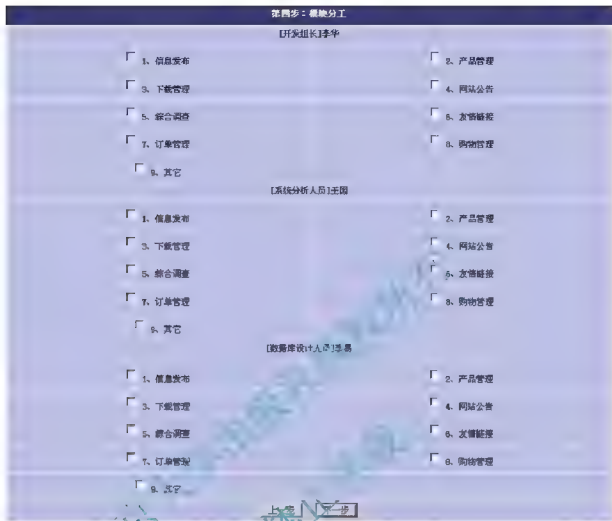 第四步：模块分工
[开发组长]李华
1、信息发布 2、产品管理
3、下载管理 4、网站公告
5、综合调查 6、友情链接
7、订单管理 8、购物管理
9、其它
[系统分析人员]王国
1、信息发布 2、产品管理
3、下载管理 4、网站公告
5、综合调查 6、友情链接
7、订单管理 8、购物管理
9、其它
[数据库设计人员]李易
1、信息发布 2、产品管理
3、下载管理 4、网站公告
5、综合调查 6、友情链接
7、订单管理 8、购物管理
9、其它
上一步 下一步